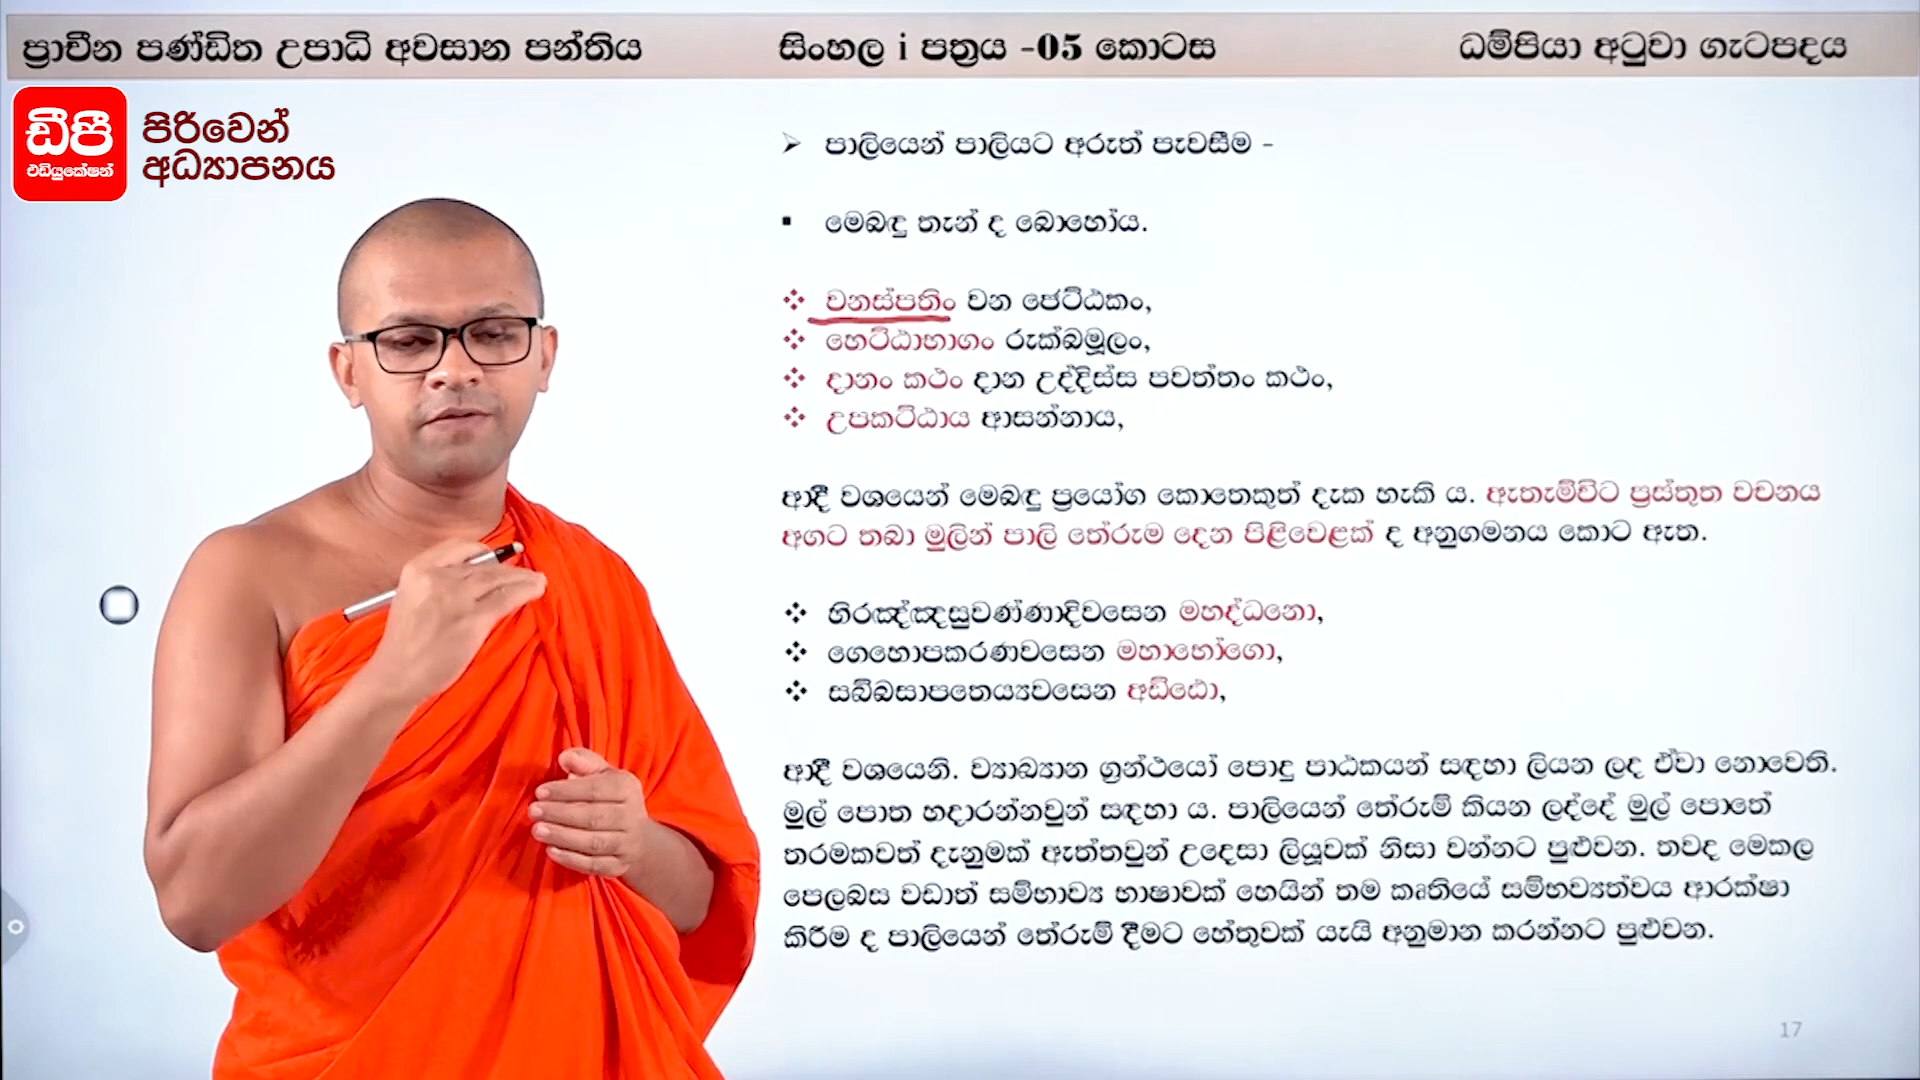 ප්‍රාචීන පණ්ඩිත උපාධි අවසාන පන්තිය
සිංහල i පත්‍රය -05 කොටස
ධම්පියා අටුවා ගැටපදය
ඩීපී
එඩියුකේෂන්
පිරිවෙන්
අධ්‍යාපනය
පාලියෙන් පාලියට අරුත් පැවසීම -
මෙබඳු තැන් ද බොහෝය.
වනස්පතිං වන ජෙට්ඨකං,
හෙට්ඨාභාගං රුක්ඛමූලං,
දානං කථං දාන උද්දිස්ස පවත්තං කථං,
උපකට්ඨාය ආසන්නාය,
ආදී වශයෙන් මෙබඳු ප්‍රයෝග කොතෙකුත් දැක හැකි ය. ඇතැම්විට ප්‍රස්තුත වචනය
අගට තබා මුලින් පාලි තේරුම දෙන පිළිවෙළක් ද අනුගමනය කොට ඇත.
හිරඤ්ඤසුවණ්ණාදිවසෙන මහද්ධනො,
ගෙහොපකරණවසෙන මහාභෝගො,
සබ්බසාපතෙය්‍යවසෙන අඩ්ඪො,
ආදී වශයෙනි. ව්‍යාඛ්‍යාන ග්‍රන්ථයෝ පොදු පාඨකයන් සඳහා ලියන ලද ඒවා නොවෙති.
මුල් පොත හදාරන්නවුන් සඳහා ය. පාලියෙන් තේරුම් කියන ලද්දේ මුල් පොතේ
තරමකවත් දැනුමක් ඇත්තවුන් උදෙසා ලියූවක් නිසා වන්නට පුළුවන. තවද මෙකල
පෙලබස වඩාත් සම්භාව්‍ය භාෂාවක් හෙයින් තම කෘතියේ සම්භව්‍යත්වය ආරක්ෂා
කිරීම ද පාලියෙන් තේරුම් දීමට හේතුවක් යැයි අනුමාන කරන්නට පුළුවන.
17